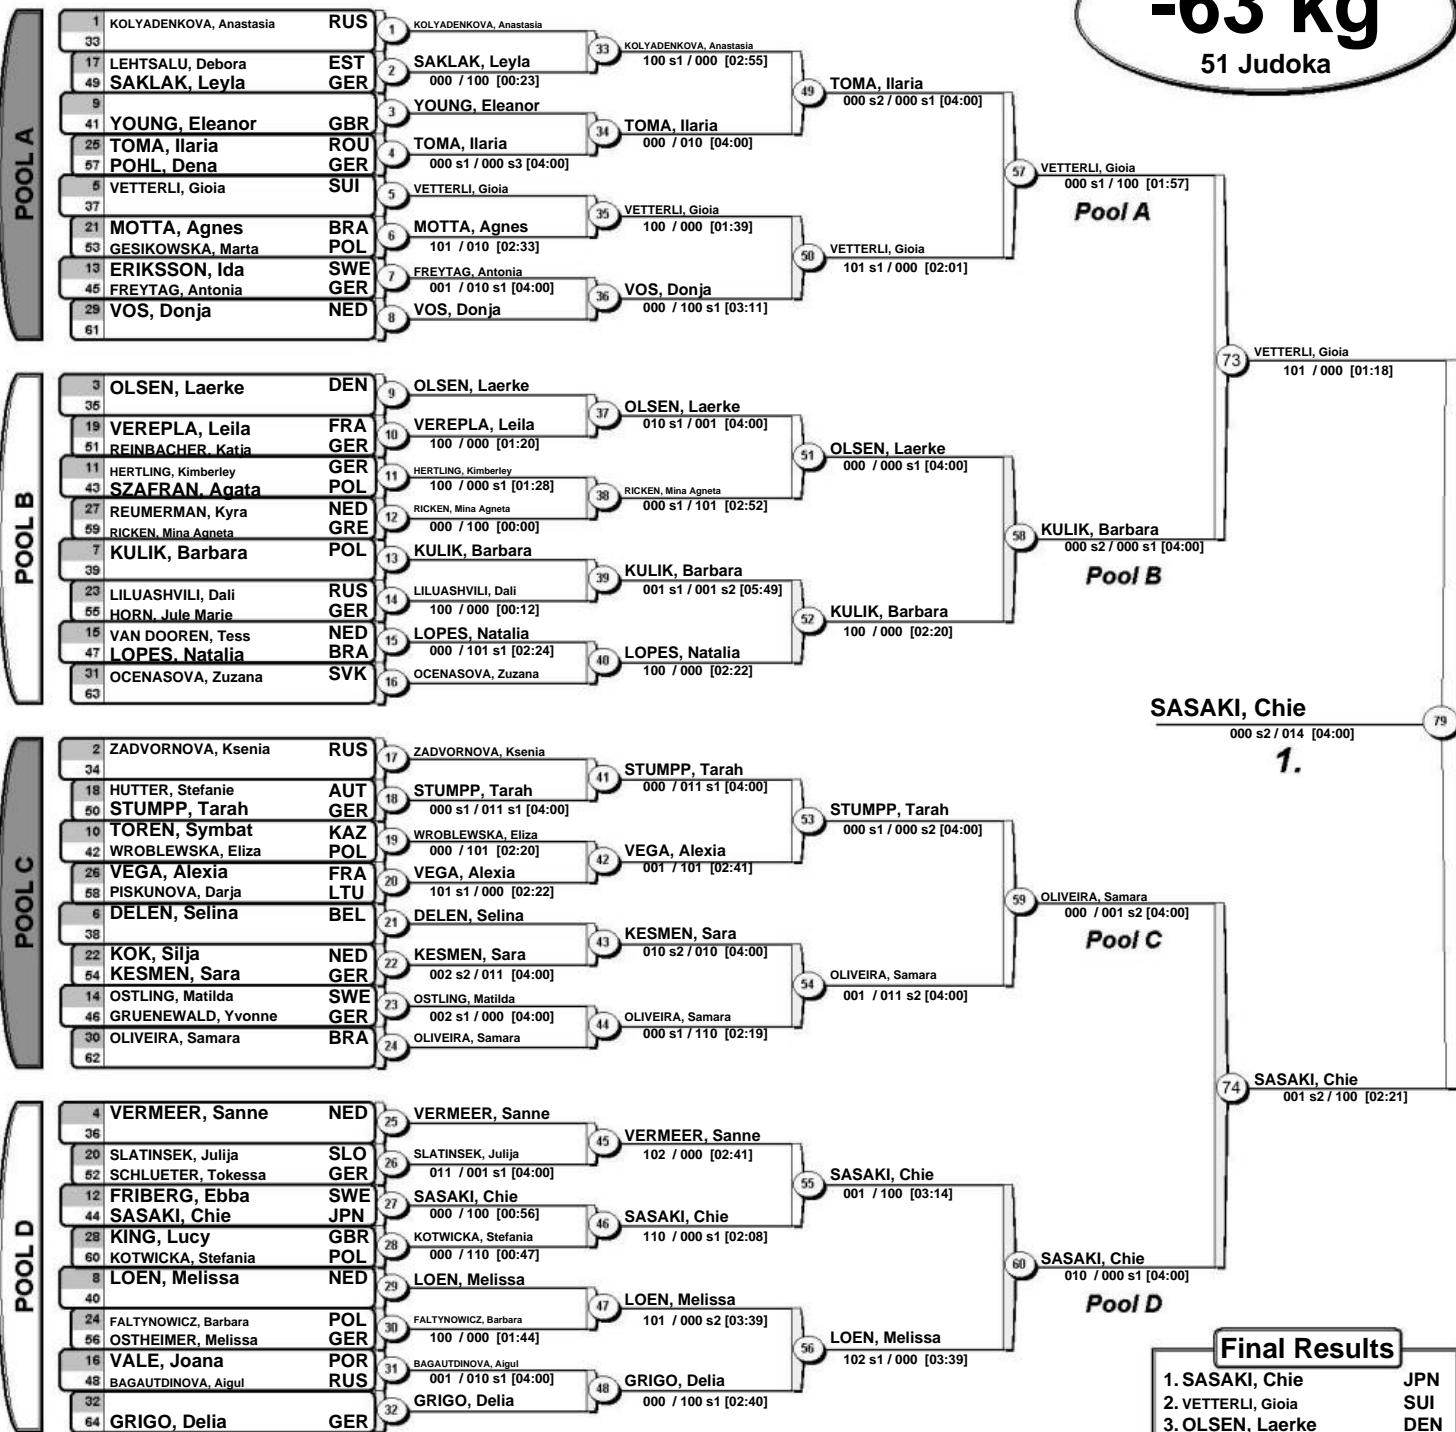 -63 kg
51 Judoka
POOL A
1 KOLYADENKOVA, Anastasia RUS
33
17 LEHTSALU, Debora EST
49 SAKLAK, Leyla GER
9
41 YOUNG, Eleanor GBR
25 TOMA, Ilaria ROU
57 POHL, Dena GER
5 VETTERLI, Gioia SUI
37
21 MOTTA, Agnes BRA
53 GESIKOWSKA, Marta POL
13 ERIKSSON, Ida SWE
45 FREYTAG, Antonia GER
29 VOS, Donja NED
61
1 KOLYADENKOVA, Anastasia
2 SAKLAK, Leyla
000 / 100 [00:23]
3 YOUNG, Eleanor
4 TOMA, Ilaria
000 s1 / 000 s3 [04:00]
5 VETTERLI, Gioia
6 MOTTA, Agnes
101 / 010 [02:33]
7 FREYTAG, Antonia
001 / 010 s1 [04:00]
8 VOS, Donja
33 KOLYADENKOVA, Anastasia
100 s1 / 000 [02:55]
34 TOMA, Ilaria
000 / 010 [04:00]
35 VETTERLI, Gioia
100 / 000 [01:39]
36 VOS, Donja
000 / 100 s1 [03:11]
49 TOMA, Ilaria
000 s2 / 000 s1 [04:00]
50 VETTERLI, Gioia
101 s1 / 000 [02:01]
57 VETTERLI, Gioia
000 s1 / 100 [01:57]
Pool A
POOL B
3 OLSEN, Laerke DEN
35
19 VEREPLA, Leila FRA
51 REINBACHER, Katja GER
11 HERTLING, Kimberley GER
43 SZAFRAN, Agata POL
27 REUMERMAN, Kyra NED
59 RICKEN, Mina Agneta GRE
7 KULIK, Barbara POL
39
23 LILUASHVILI, Dali RUS
55 HORN, Jule Marie GER
15 VAN DOOREN, Tess NED
47 LOPES, Natalia BRA
31 OCENASOVA, Zuzana SVK
63
9 OLSEN, Laerke
10 VEREPLA, Leila
100 / 000 [01:20]
11 HERTLING, Kimberley
100 / 000 s1 [01:28]
12 RICKEN, Mina Agneta
000 / 100 [00:00]
13 KULIK, Barbara
14 LILUASHVILI, Dali
100 / 000 [00:12]
15 LOPES, Natalia
000 / 101 s1 [02:24]
16 OCENASOVA, Zuzana
37 OLSEN, Laerke
010 s1 / 001 [04:00]
38 RICKEN, Mina Agneta
000 s1 / 101 [02:52]
39 KULIK, Barbara
001 s1 / 001 s2 [05:49]
40 LOPES, Natalia
100 / 000 [02:22]
51 OLSEN, Laerke
000 / 000 s1 [04:00]
52 KULIK, Barbara
100 / 000 [02:20]
58 KULIK, Barbara
000 s2 / 000 s1 [04:00]
Pool B
73 VETTERLI, Gioia
101 / 000 [01:18]
SASAKI, Chie 79
000 s2 / 014 [04:00]
1.
POOL C
2 ZADVORNOVA, Ksenia RUS
34
18 HUTTER, Stefanie AUT
50 STUMPP, Tarah GER
10 TOREN, Symbat KAZ
42 WROBLEWSKA, Eliza POL
26 VEGA, Alexia FRA
58 PISKUNOVA, Darja LTU
6 DELEN, Selina BEL
38
22 KOK, Silja NED
54 KESMEN, Sara GER
14 OSTLING, Matilda SWE
46 GRUENEWALD, Yvonne GER
30 OLIVEIRA, Samara BRA
62
17 ZADVORNOVA, Ksenia
18 STUMPP, Tarah
000 s1 / 011 s1 [04:00]
19 WROBLEWSKA, Eliza
000 / 101 [02:20]
20 VEGA, Alexia
101 s1 / 000 [02:22]
21 DELEN, Selina
22 KESMEN, Sara
002 s2 / 011 [04:00]
23 OSTLING, Matilda
002 s1 / 000 [04:00]
24 OLIVEIRA, Samara
41 STUMPP, Tarah
000 / 011 s1 [04:00]
42 VEGA, Alexia
001 / 101 [02:41]
43 KESMEN, Sara
010 s2 / 010 [04:00]
44 OLIVEIRA, Samara
000 s1 / 110 [02:19]
53 STUMPP, Tarah
000 s1 / 000 s2 [04:00]
54 OLIVEIRA, Samara
001 / 011 s2 [04:00]
59 OLIVEIRA, Samara
000 / 001 s2 [04:00]
Pool C
74 SASAKI, Chie
001 s2 / 100 [02:21]
POOL D
4 VERMEER, Sanne NED
36
20 SLATINSEK, Julija SLO
52 SCHLUETER, Tokessa GER
12 FRIBERG, Ebba SWE
44 SASAKI, Chie JPN
28 KING, Lucy GBR
60 KOTWICKA, Stefania POL
8 LOEN, Melissa NED
40
24 FALTYNOWICZ, Barbara POL
56 OSTHEIMER, Melissa GER
16 VALE, Joana POR
48 BAGAUTDINOVA, Aigul RUS
32
64 GRIGO, Delia GER
25 VERMEER, Sanne
26 SLATINSEK, Julija
011 / 001 s1 [04:00]
27 SASAKI, Chie
000 / 100 [00:56]
28 KOTWICKA, Stefania
000 / 110 [00:47]
29 LOEN, Melissa
30 FALTYNOWICZ, Barbara
100 / 000 [01:44]
31 BAGAUTDINOVA, Aigul
001 / 010 s1 [04:00]
32 GRIGO, Delia
45 VERMEER, Sanne
102 / 000 [02:41]
46 SASAKI, Chie
110 / 000 s1 [02:08]
47 LOEN, Melissa
101 / 000 s2 [03:39]
48 GRIGO, Delia
000 / 100 s1 [02:40]
55 SASAKI, Chie
001 / 100 [03:14]
56 LOEN, Melissa
102 s1 / 000 [03:39]
60 SASAKI, Chie
010 / 000 s1 [04:00]
Pool D
Final Results
1. SASAKI, Chie JPN
2. VETTERLI, Gioia SUI
3. OLSEN, Laerke DEN